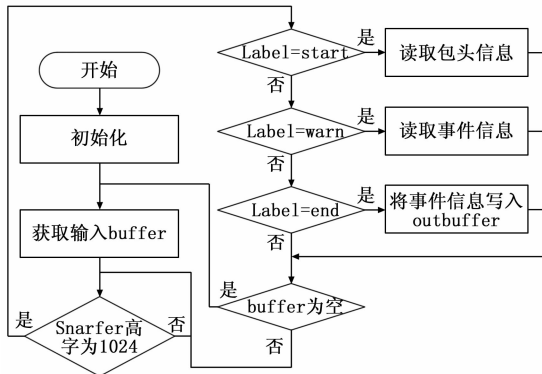 开始
初始化
获取输入buffer
Snarfer高
字为1024
是
否
Label=start
是
读取包头信息
否
Label=warn
是
读取事件信息
否
Label=end
是
将事件信息写入
outbuffer
否
buffer为空
是
否